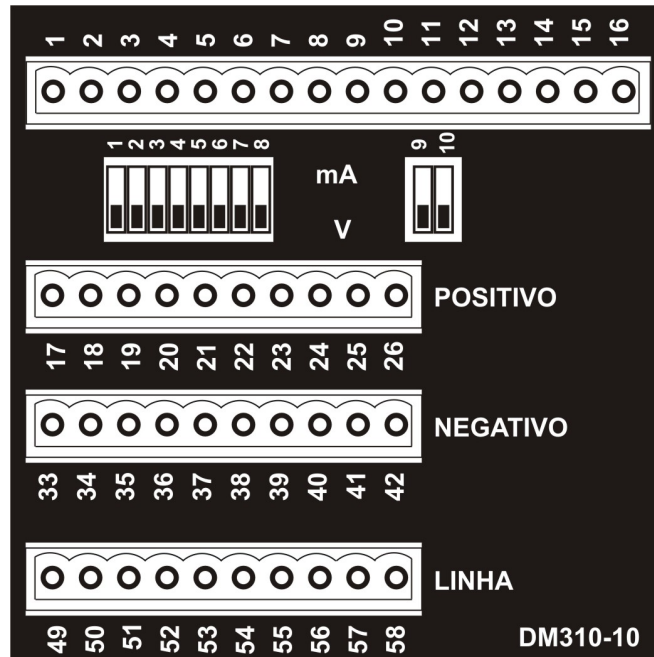 1 2 3 4 5 6 7 8 9 10 11 12 13 14 15 16
1 2 3 4 5 6 7 8 9 10
mA
V
POSITIVO
17 18 19 20 21 22 23 24 25 26
NEGATIVO
33 34 35 36 37 38 39 40 41 42
LINHA
49 50 51 52 53 54 55 56 57 58
DM310-10